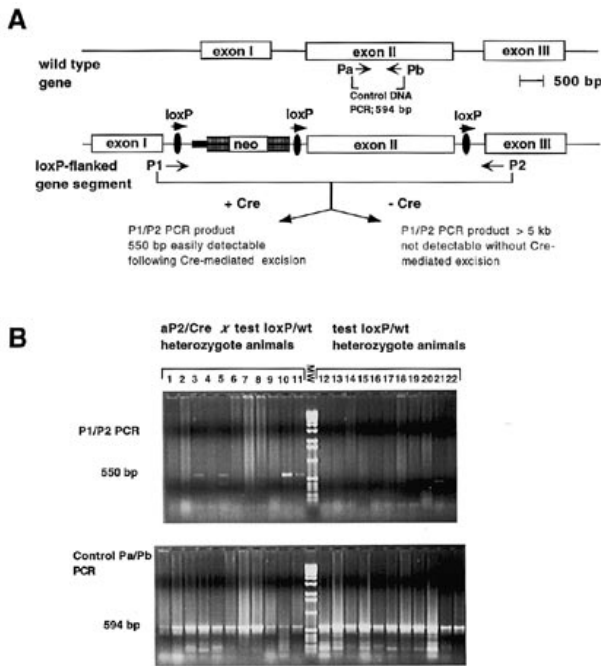 A
exon I
exon II
exon III
wild type
gene
Pa
Pb
Control DNA
PCR; 594 bp
500 bp
loxP
loxP
loxP
exon I
neo
exon II
exon III
loxP-flanked
gene segment
P1
P2
+ Cre
- Cre
P1/P2 PCR product
550 bp easily detectable
following Cre-mediated excision
P1/P2 PCR product > 5 kb
not detectable without Cre-
mediated excision
B
aP2/Cre x test loxP/wt
heterozygote animals
test loxP/wt
heterozygote animals
1 2 3 4 5 6 7 8 9 10 11 MW 12 13 14 15 16 17 18 19 20 21 22
P1/P2 PCR
550 bp
Control Pa/Pb
PCR
594 bp